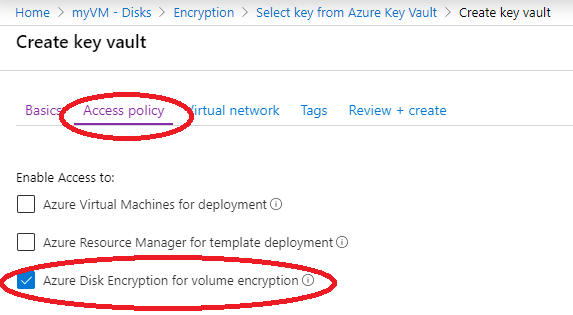 Home > myVM - Disks > Encryption > Select key from Azure Key Vault > Create key vault
Create key vault
Basics Access policy Virtual network Tags Review + create
Enable Access to:
Azure Virtual Machines for deployment
Azure Resource Manager for template deployment
Azure Disk Encryption for volume encryption